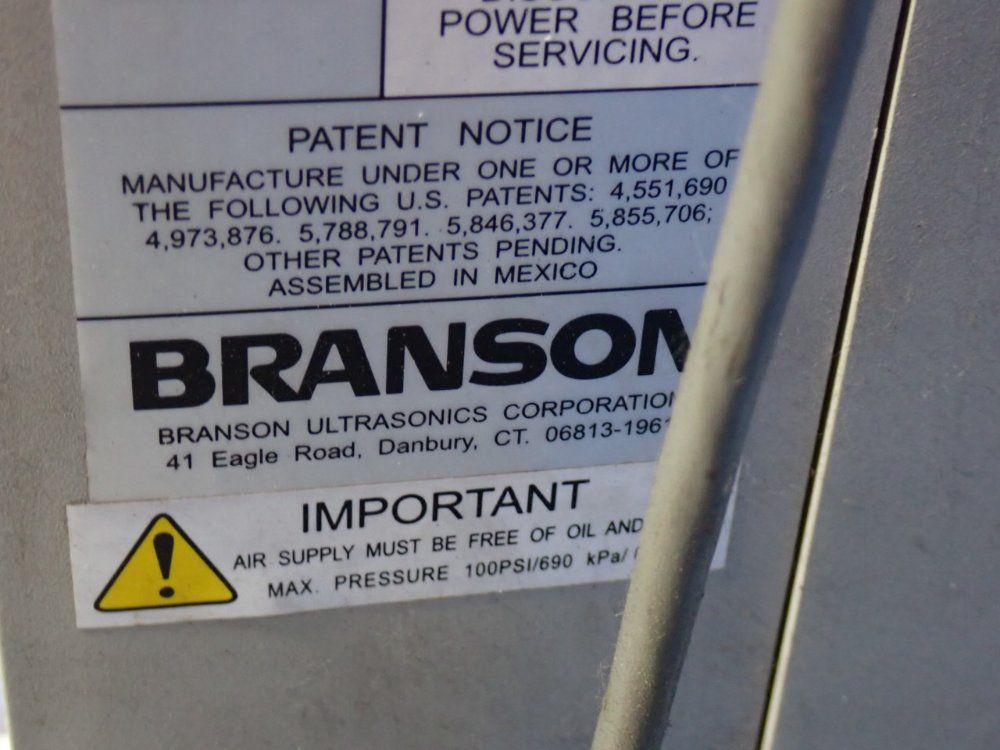 POWER BEFORE
SERVICING.
PATENT NOTICE
MANUFACTURE UNDER ONE OR MORE OF
THE FOLLOWING U.S. PATENTS: 4,551,690
4,973,876. 5,788,791. 5,846,377. 5,855,706;
OTHER PATENTS PENDING.
ASSEMBLED IN MEXICO
BRANSON
BRANSON ULTRASONICS CORPORATION
41 Eagle Road, Danbury, CT. 06813-1961
IMPORTANT
AIR SUPPLY MUST BE FREE OF OIL AND
MAX. PRESSURE 100PSI/690 kPa/